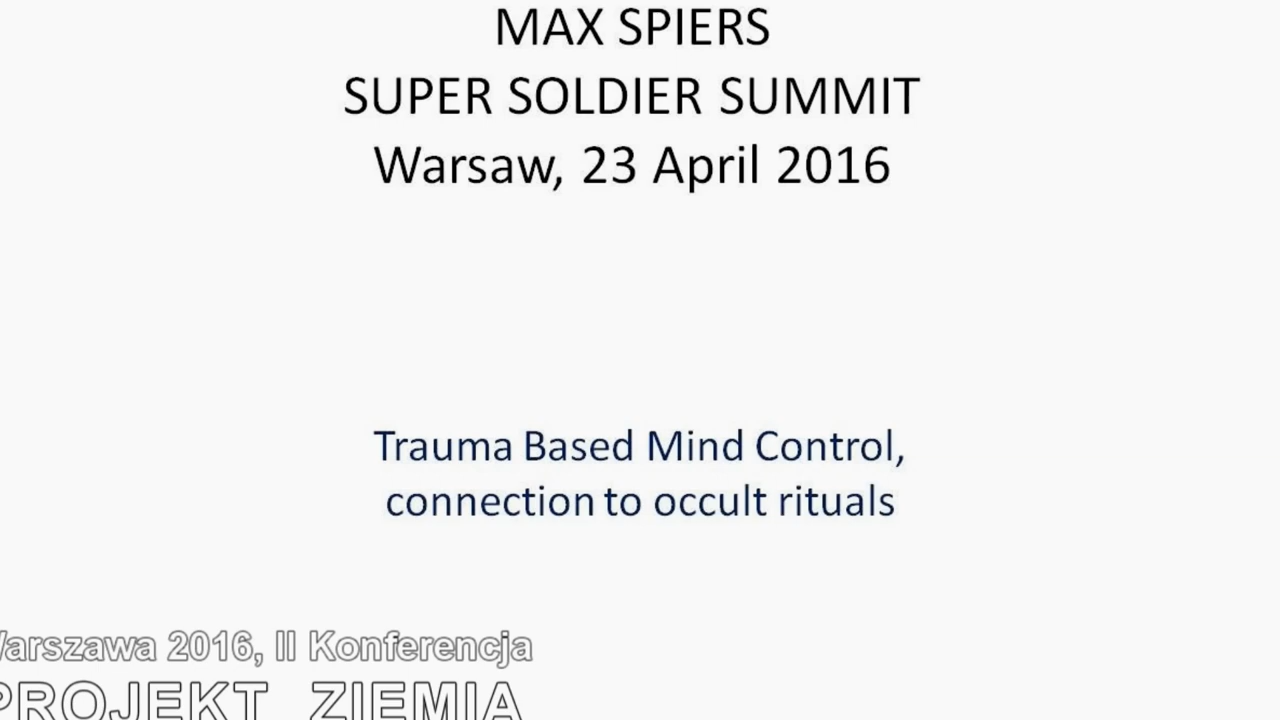 MAX SPIERS
SUPER SOLDIER SUMMIT
Warsaw, 23 April 2016
Trauma Based Mind Control,
connection to occult rituals
Warszawa 2016, II Konferencja
PROJEKT ZIEMIA